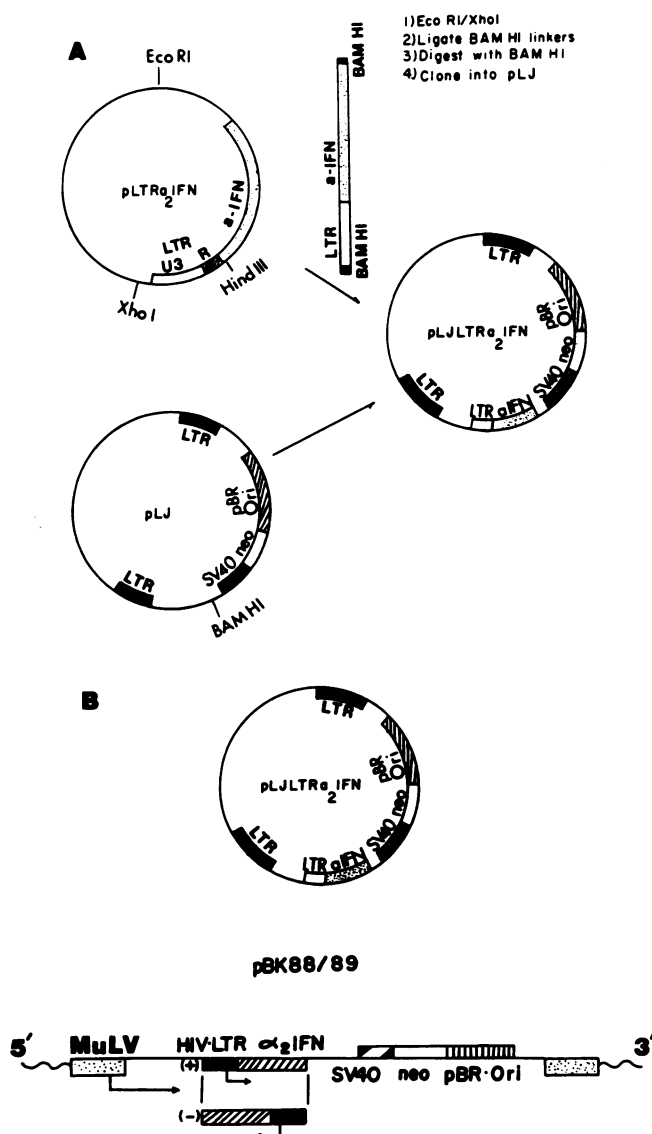 A
1) Eco RI/XhoI
2) Ligate BAM HI linkers
3) Digest with BAM HI
4) Clone into pLJ
Eco RI
pLTRα2IFN
α-IFN
LTR
U3
R
Hind III
Xho I
BAM HI
α-IFN
LTR
BAM HI
LTR
pBR
Ori
pLJLTRα2IFN
SV40 neo
LTR
LTR αIFN
LTR
pBR
Ori
pLJ
SV40 neo
LTR
BAM HI
B
LTR
pBR
Ori
pLJLTRα2IFN
SV40 neo
LTR
LTR αIFN
pBK88/89
5' MuLV HIV-LTR α2IFN 3'
(+)
SV40 neo pBR·Ori
(-)